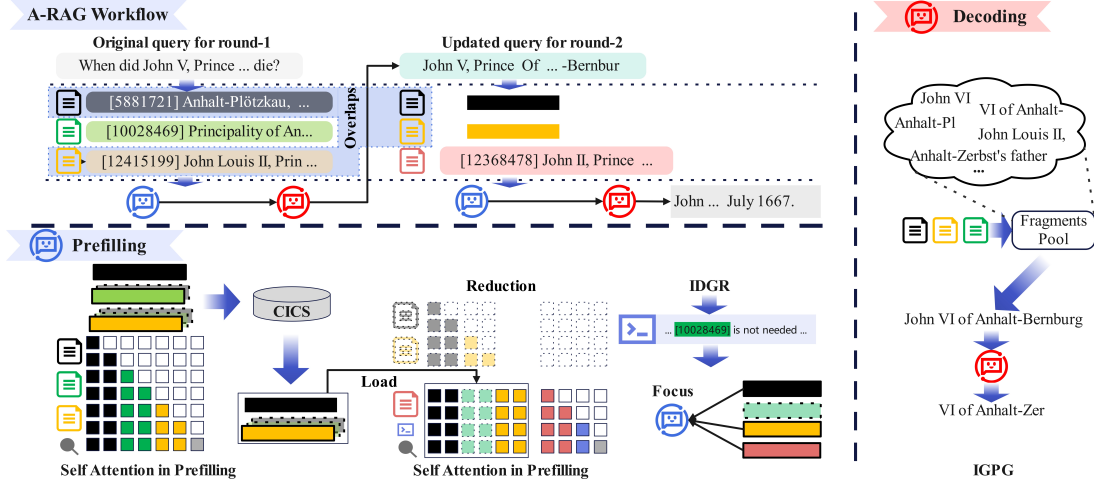 A-RAG Workflow
Original query for round-1
When did John V, Prince ... die?
[5881721] Anhalt-Plötzkau, ...
[10028469] Principality of An...
[12415199] John Louis II, Prin ...
Overlaps
Updated query for round-2
John V, Prince Of ... -Bernbur
[12368478] John II, Prince ...
John ... July 1667.
Prefilling
CICS
Self Attention in Prefilling
Reduction
Load
Self Attention in Prefilling
IDGR
... [10028469] is not needed ...
Focus
Decoding
John VI
VI of Anhalt-
Anhalt-Pl
John Louis II,
Anhalt-Zerbst's father
...
Fragments
Pool
John VI of Anhalt-Bernburg
VI of Anhalt-Zer
IGPG